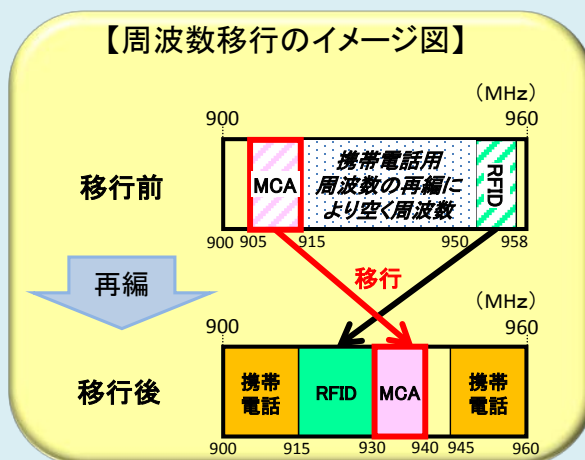 【周波数移行のイメージ図】
(MHz)
900 960
移行前
MCA
携帯電話用
周波数の再編に
より空く周波数
RFID
900 905 915 950 958
再編
移行
(MHz)
900 960
移行後
携帯
電話
RFID
MCA
携帯
電話
900 915 930 940 945 960